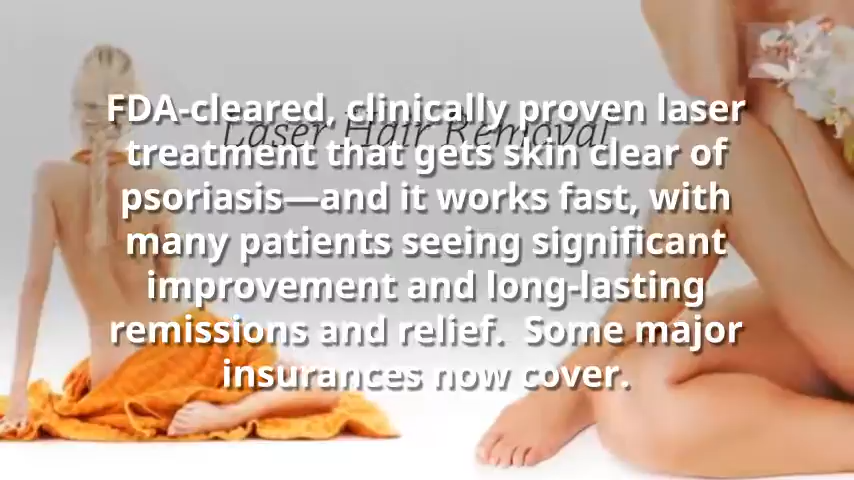 Laser Hair Removal
FDA-cleared, clinically proven laser
treatment that gets skin clear of
psoriasis—and it works fast, with
many patients seeing significant
improvement and long-lasting
remissions and relief.  Some major
insurances now cover.